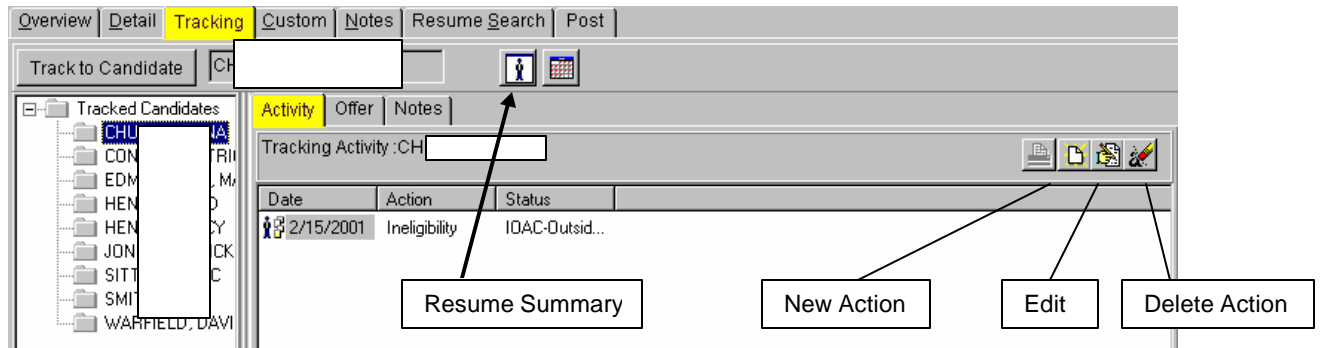 Overview Detail Tracking Custom Notes Resume Search Post
Track to Candidate CH
Tracked Candidates
CHU NA
CON TRI
EDM , MA
HEN D
HEN CY
JON CK
SITT C
SMIT
WARFIELD, DAVI
Activity Offer Notes
Tracking Activity :CH
Date Action Status
2/15/2001 Ineligibility IOAC-Outsid...
Resume Summary
New Action
Edit
Delete Action